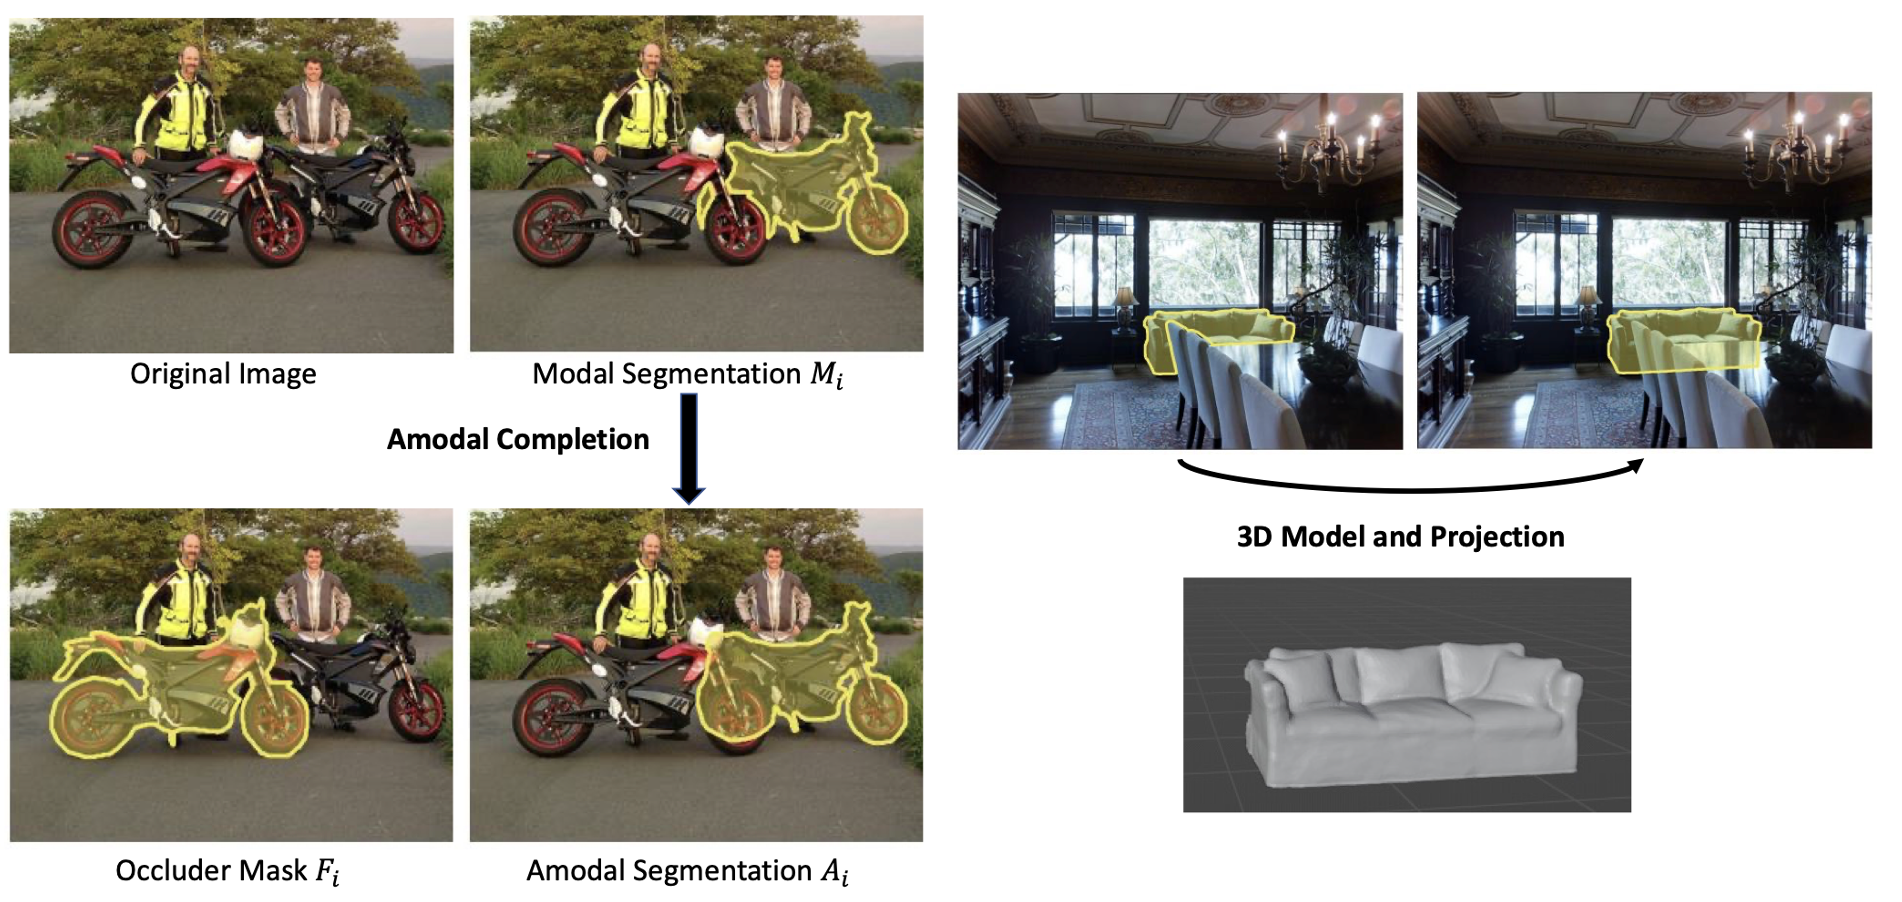 Original Image
Modal Segmentation M_i
Amodal Completion
3D Model and Projection
Occluder Mask F_i
Amodal Segmentation A_i